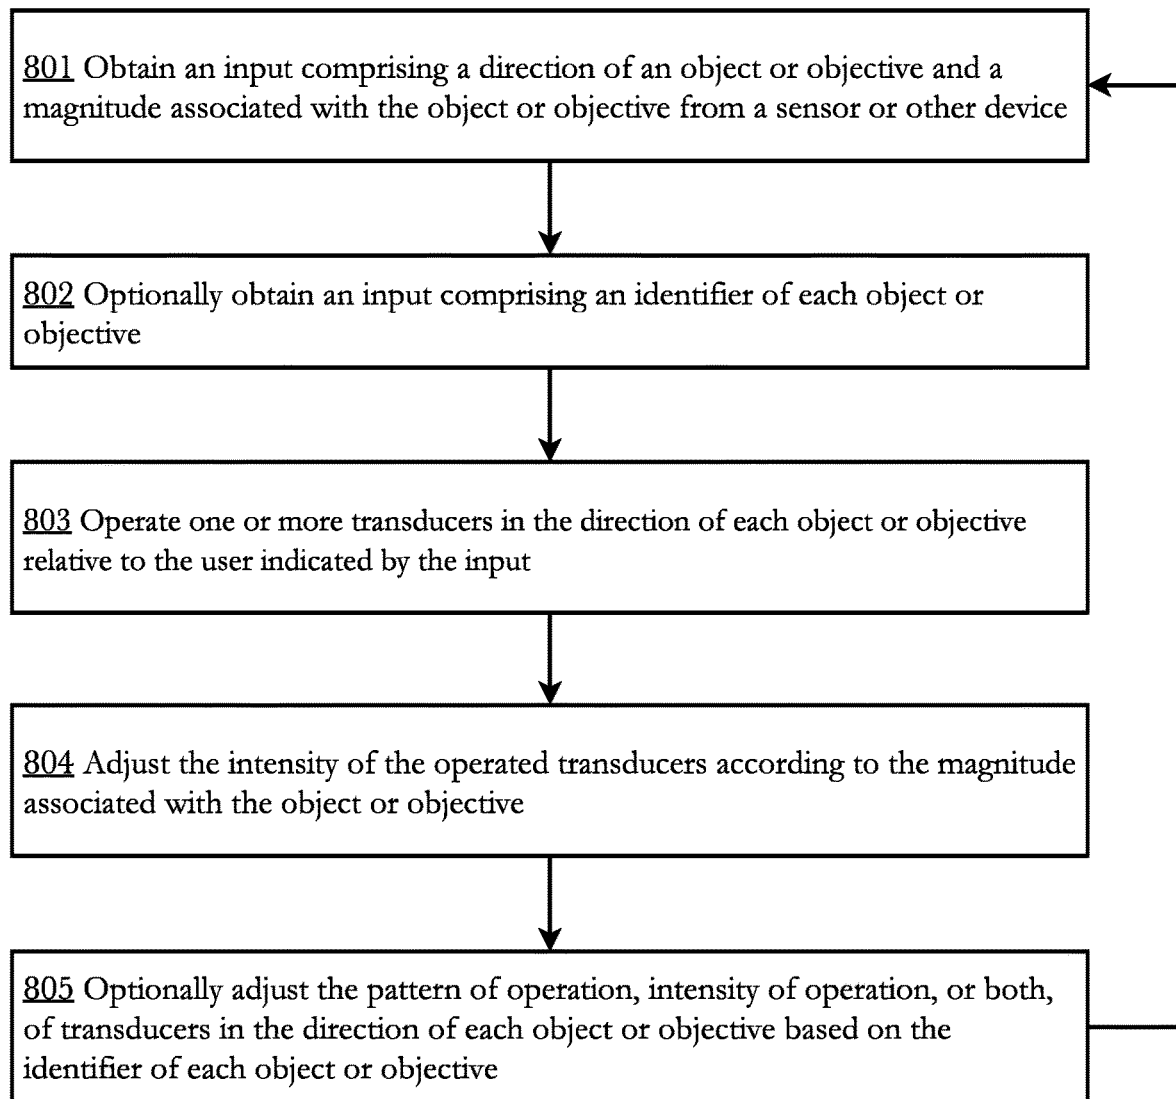 801 Obtain an input comprising a direction of an object or objective and a
magnitude associated with the object or objective from a sensor or other device
802 Optionally obtain an input comprising an identifier of each object or
objective
803 Operate one or more transducers in the direction of each object or objective
relative to the user indicated by the input
804 Adjust the intensity of the operated transducers according to the magnitude
associated with the object or objective
805 Optionally adjust the pattern of operation, intensity of operation, or both,
of transducers in the direction of each object or objective based on the
identifier of each object or objective